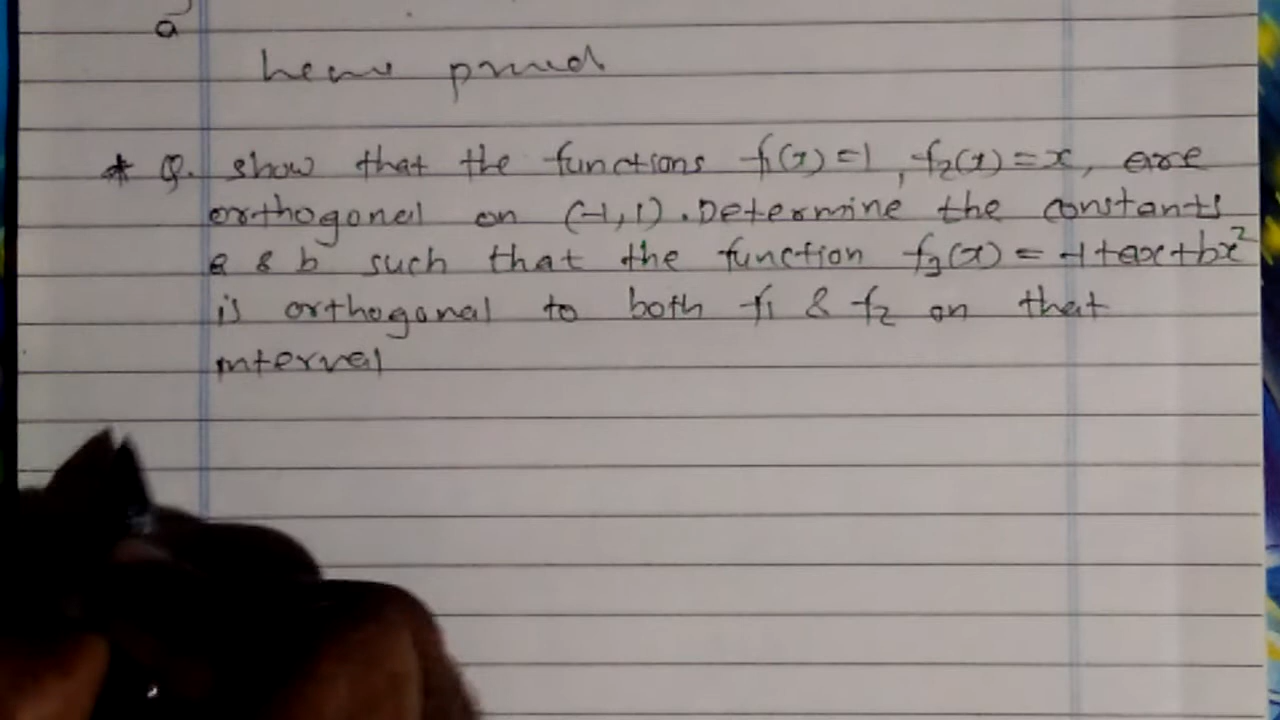 a
hence proved
* Q. show that the functions f1(x)=1, f2(x)=x, are
orthogonal on (-1,1). Determine the constants
a & b such that the function f3(x) = -1+ax+bx²
is orthogonal to both f1 & f2 on that
interval